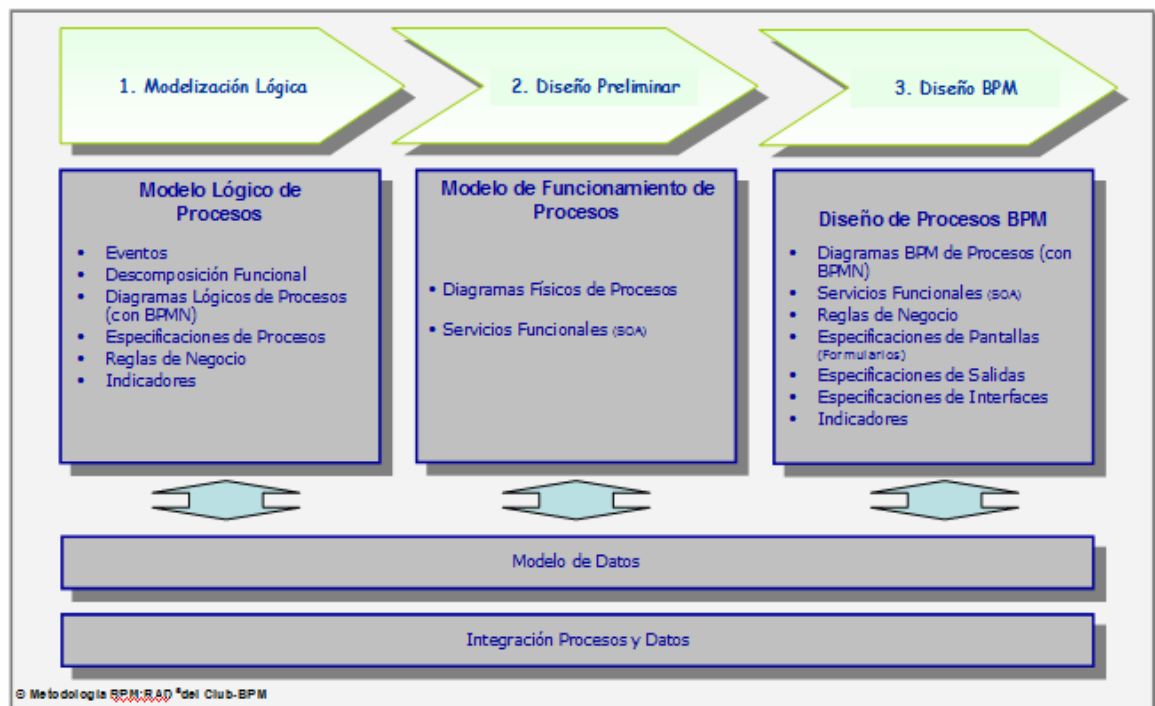 1. Modelización Lógica
2. Diseño Preliminar
3. Diseño BPM
Modelo Lógico de
Procesos
• Eventos
• Descomposición Funcional
• Diagramas Lógicos de Procesos
(con BPMN)
• Especificaciones de Procesos
• Reglas de Negocio
• Indicadores
Modelo de Funcionamiento de
Procesos
• Diagramas Físicos de Procesos
• Servicios Funcionales (SOA)
Diseño de Procesos BPM
• Diagramas BPM de Procesos (con
BPMN)
• Servicios Funcionales (SOA)
• Reglas de Negocio
• Especificaciones de Pantallas
(Formularios)
• Especificaciones de Salidas
• Especificaciones de Interfaces
• Indicadores
Modelo de Datos
Integración Procesos y Datos
© Metodología BPM:RAD ® del Club-BPM